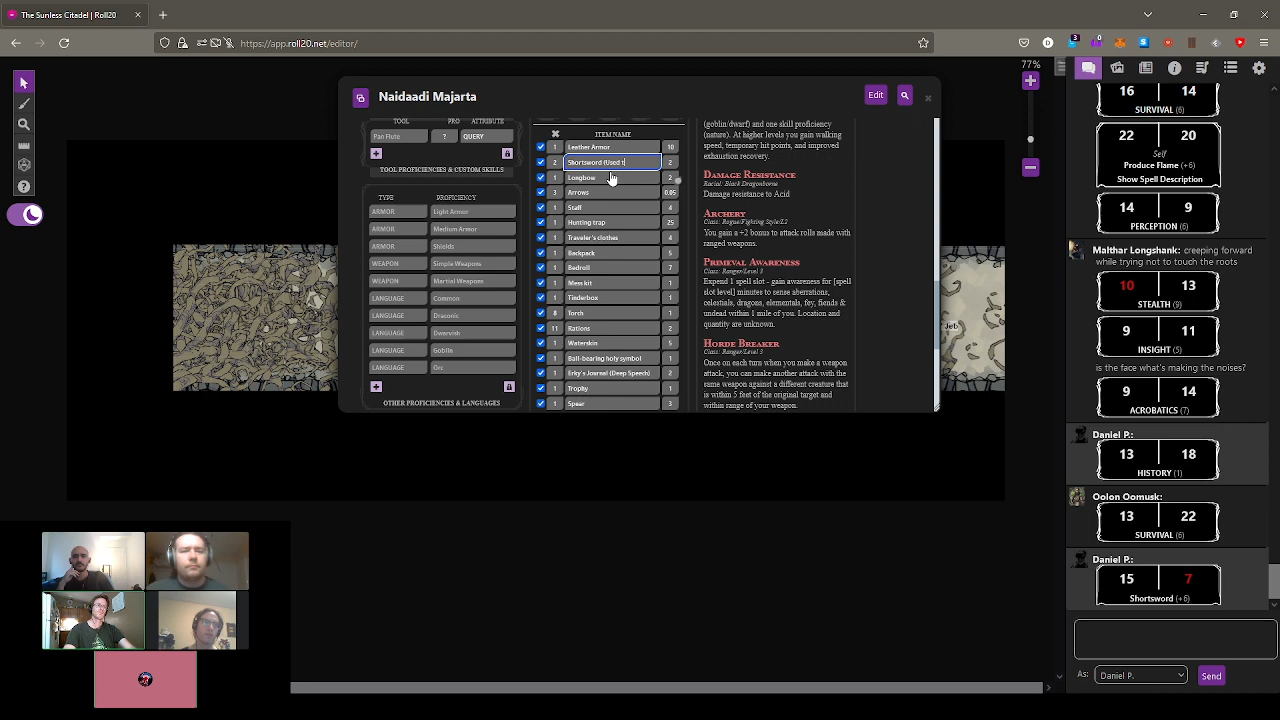 The Sunless Citadel | Roll20
https://app.roll20.net/editor/
3
0
77%
Naidaadi Majarta
Edit
TOOL PRO ATTRIBUTE
Pan Flute ? QUERY
TOOL PROFICIENCIES & CUSTOM SKILLS
TYPE PROFICIENCY
ARMOR Light Armor
ARMOR Medium Armor
ARMOR Shields
WEAPON Simple Weapons
WEAPON Martial Weapons
LANGUAGE Common
LANGUAGE Draconic
LANGUAGE Dwarvish
LANGUAGE Goblin
LANGUAGE Orc
OTHER PROFICIENCIES & LANGUAGES
ITEM NAME
1 Leather Armor 10
2 Shortsword (Used t 2
1 Longbow 2
3 Arrows 0.05
1 Staff 4
1 Hunting trap 25
1 Traveler's clothes 4
1 Backpack 5
1 Bedroll 7
1 Mess kit 1
1 Tinderbox 1
8 Torch 1
11 Rations 2
1 Waterskin 5
1 Ball-bearing holy symbol 1
1 Erky's Journal (Deep Speech) 2
1 Trophy 1
1 Spear 3
(goblin/dwarf) and one skill proficiency
(nature). At higher levels you gain walking
speed, temporary hit points, and improved
exhaustion recovery.
DAMAGE RESISTANCE
Racial: Black Dragonborne
Damage resistance to Acid
ARCHERY
Class: Rogue/Fighting Style/L2
You gain a +2 bonus to attack rolls made with
ranged weapons.
PRIMEVAL AWARENESS
Class: Ranger/Level 3
Expend 1 spell slot - gain awareness for [spell
slot level] minutes to sense aberrations,
celestials, dragons, elementals, fey, fiends &
undead within 1 mile of you. Location and
quantity are unknown.
HORDE BREAKER
Class: Ranger/Level 3
Once on each turn when you make a weapon
attack, you can make another attack with the
same weapon against a different creature that
is within 5 feet of the original target and
within range of your weapon.
Jeb
16 14
SURVIVAL (6)
22 20
Self
Produce Flame (+6)
Show Spell Description
14 9
PERCEPTION (6)
Malthar Longshank: creeping forward
while trying not to touch the roots
10 13
STEALTH (9)
9 11
INSIGHT (5)
is the face what's making the noises?
9 14
ACROBATICS (7)
Daniel P.:
13 18
HISTORY (1)
Oolon Oomusk:
13 22
SURVIVAL (6)
Daniel P.:
15 7
Shortsword (+6)
As: Daniel P. Send